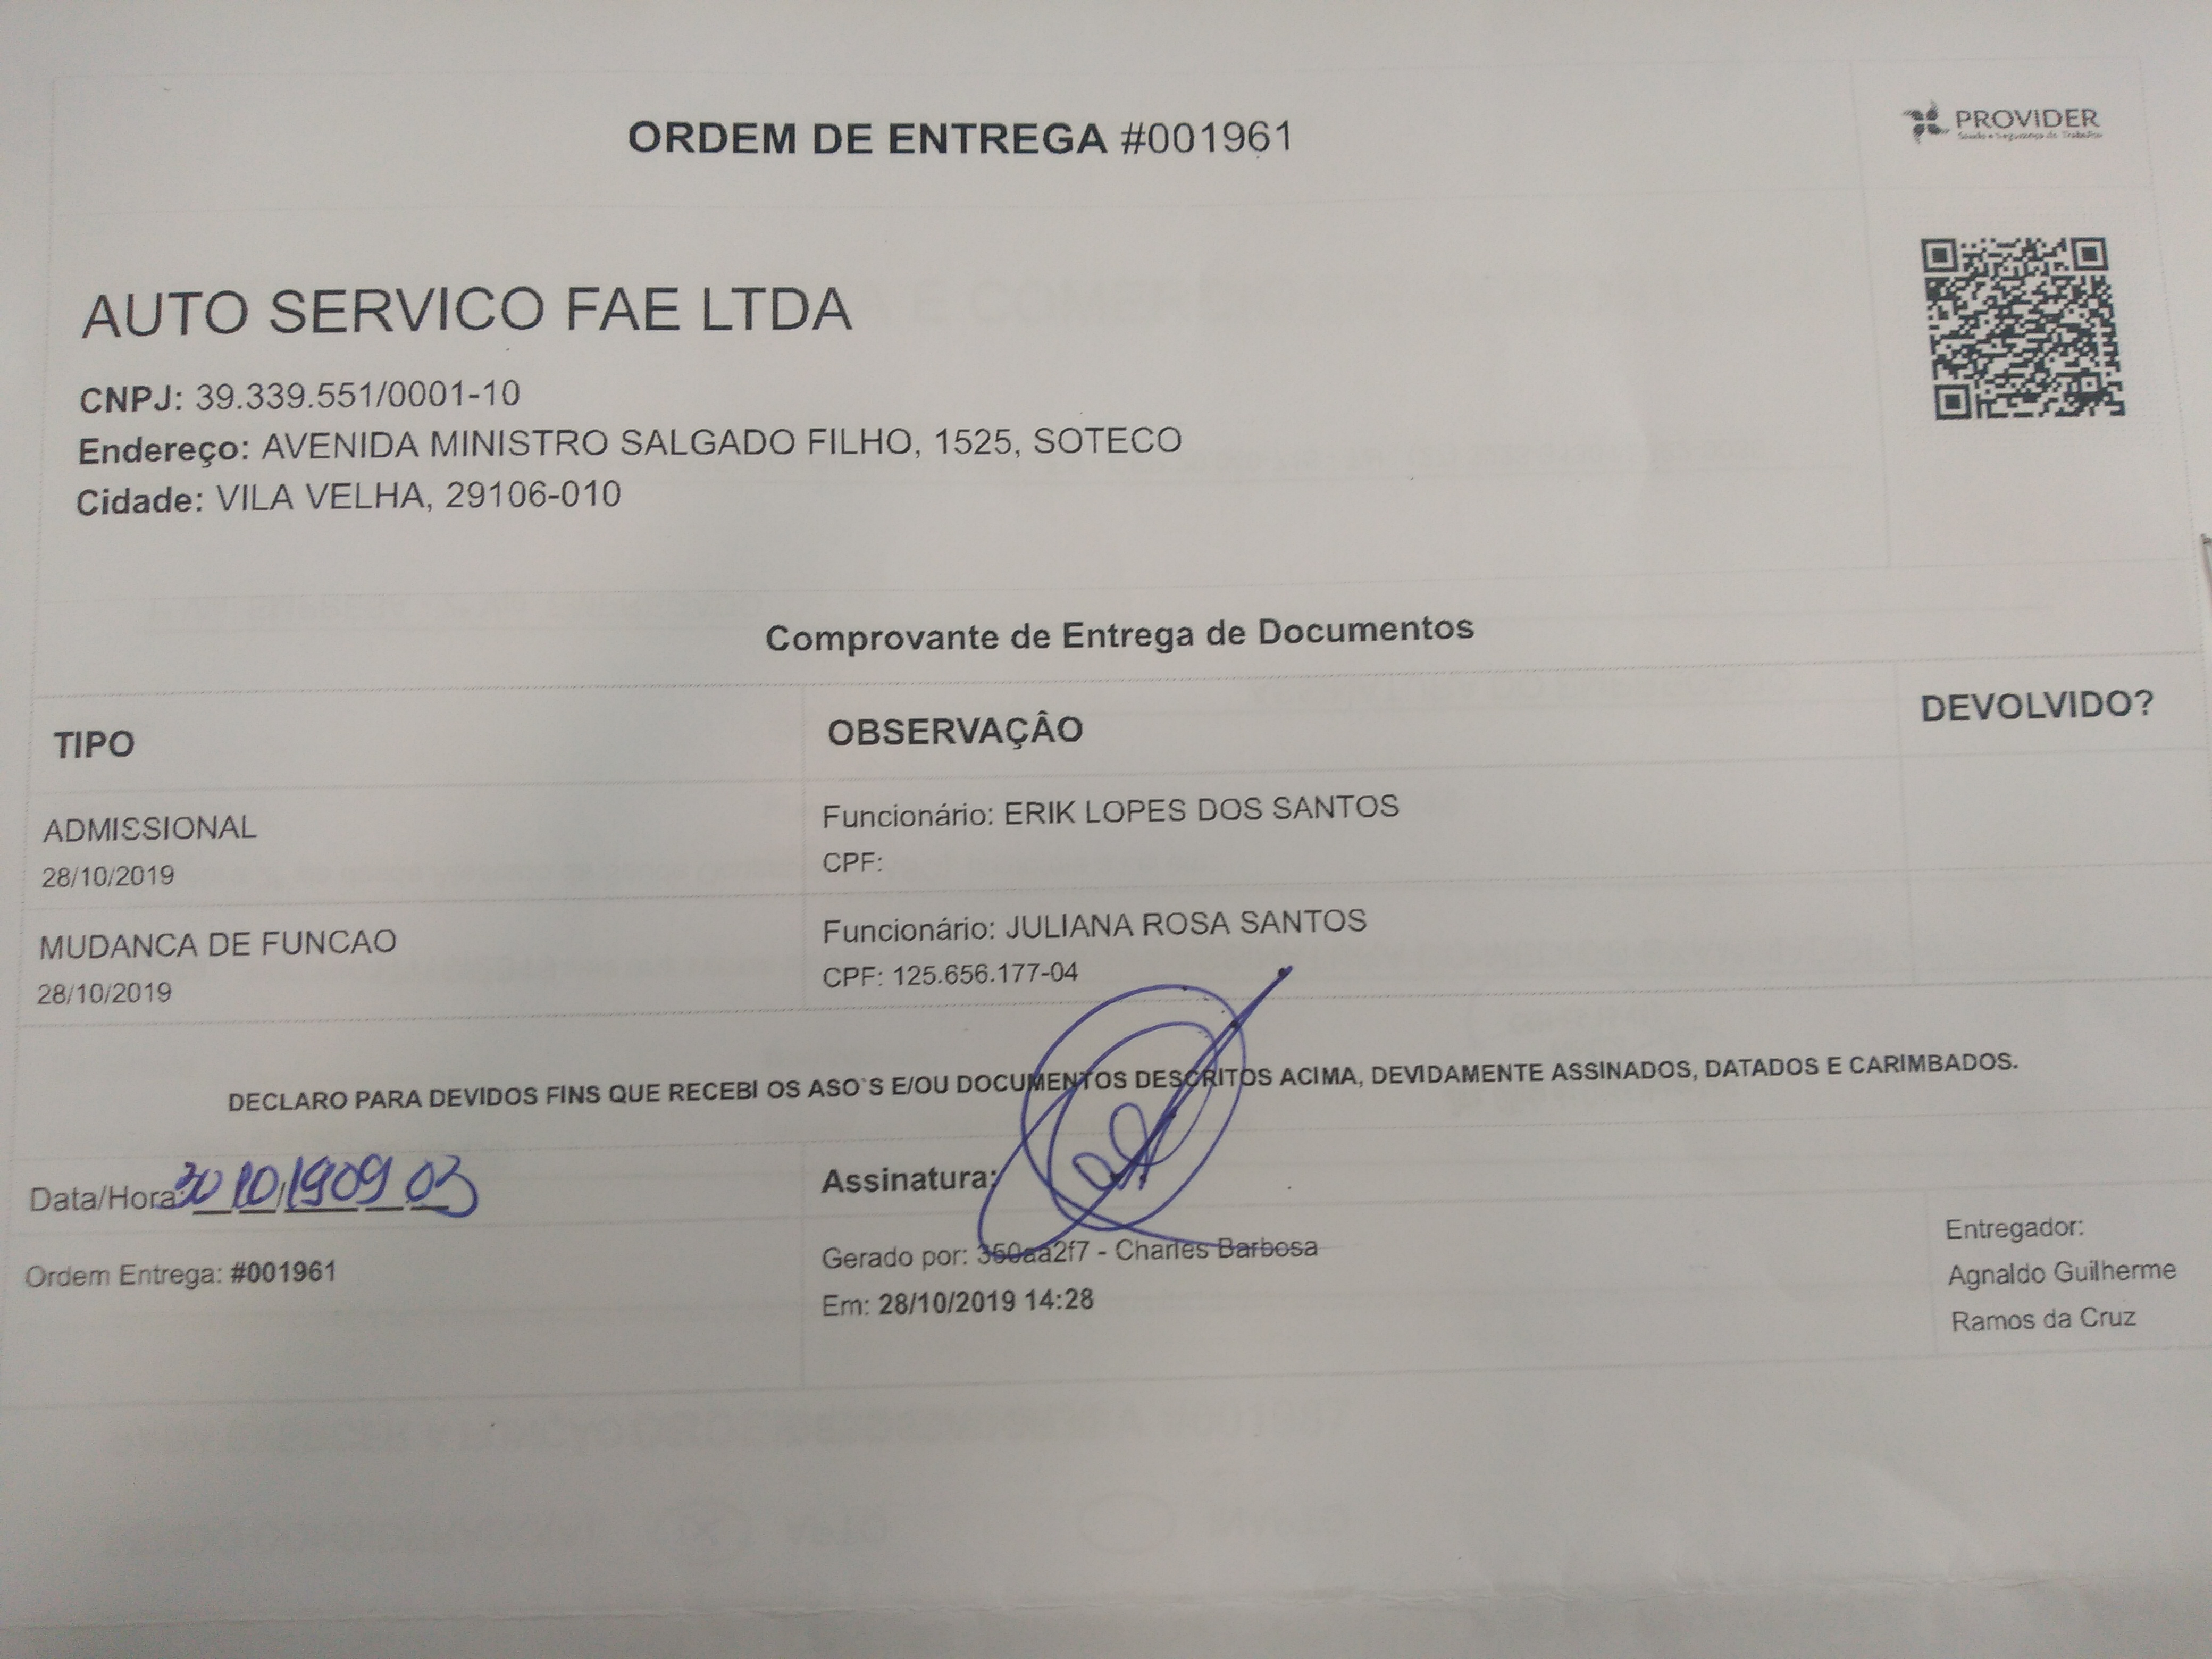 ORDEM DE ENTREGA #001961
PROVIDER
Saúde e Segurança do Trabalho
AUTO SERVICO FAE LTDA
CNPJ: 39.339.551/0001-10
Endereço: AVENIDA MINISTRO SALGADO FILHO, 1525, SOTECO
Cidade: VILA VELHA, 29106-010
Comprovante de Entrega de Documentos
TIPO OBSERVAÇÂO DEVOLVIDO?
ADMISSIONAL
28/10/2019
Funcionário: ERIK LOPES DOS SANTOS
CPF:
MUDANCA DE FUNCAO
28/10/2019
Funcionário: JULIANA ROSA SANTOS
CPF: 125.656.177-04
DECLARO PARA DEVIDOS FINS QUE RECEBI OS ASO`S E/OU DOCUMENTOS DESCRITOS ACIMA, DEVIDAMENTE ASSINADOS, DATADOS E CARIMBADOS.
Data/Hora: 30 10 19 09 03
Assinatura:
Ordem Entrega: #001961
Gerado por: 350aa2f7 - Charles Barbosa
Em: 28/10/2019 14:28
Entregador:
Agnaldo Guilherme
Ramos da Cruz